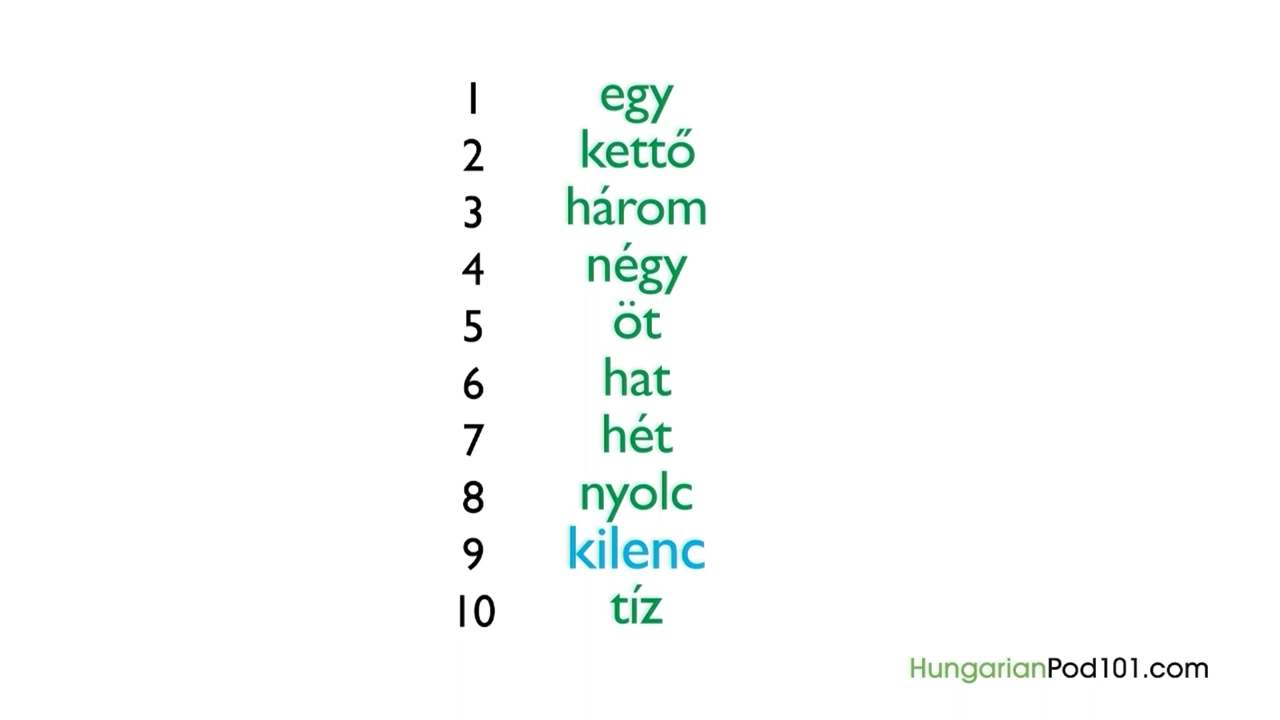 1 egy
2 kettő
3 három
4 négy
5 öt
6 hat
7 hét
8 nyolc
9 kilenc
10 tíz
HungarianPod101.com